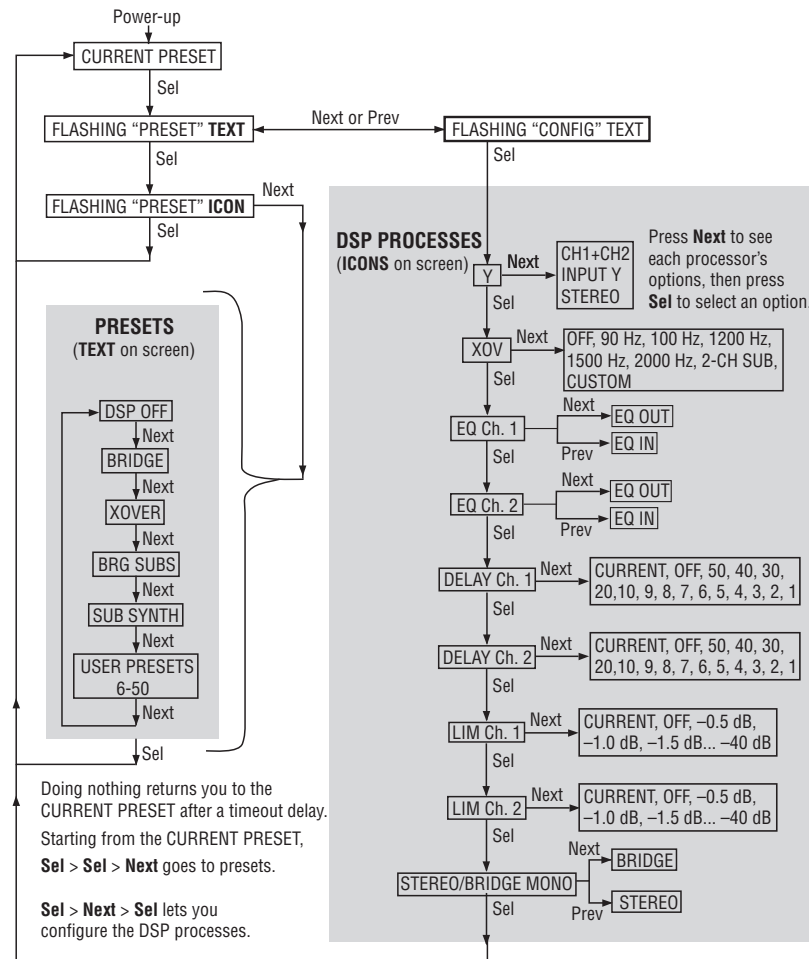 Power-up
CURRENT PRESET
Sel
FLASHING “PRESET” TEXT
Next or Prev
FLASHING “CONFIG” TEXT
Sel
Sel
FLASHING “PRESET” ICON
Next
Sel
PRESETS
(TEXT on screen)
DSP OFF
Next
BRIDGE
Next
XOVER
Next
BRG SUBS
Next
SUB SYNTH
Next
USER PRESETS
6-50
Next
Sel
Doing nothing returns you to the
CURRENT PRESET after a timeout delay.
Starting from the CURRENT PRESET,
Sel > Sel > Next goes to presets.
Sel > Next > Sel lets you
configure the DSP processes.
DSP PROCESSES
(ICONS on screen)
Press Next to see
each processor's
options, then press
Sel to select an option.
Y
Next
CH1+CH2
INPUT Y
STEREO
Sel
XOV
Next
OFF, 90 Hz, 100 Hz, 1200 Hz,
1500 Hz, 2000 Hz, 2-CH SUB,
CUSTOM
Sel
EQ Ch. 1
Next
EQ OUT
Prev
EQ IN
Sel
EQ Ch. 2
Next
EQ OUT
Prev
EQ IN
Sel
DELAY Ch. 1
Next
CURRENT, OFF, 50, 40, 30,
20,10, 9, 8, 7, 6, 5, 4, 3, 2, 1
Sel
DELAY Ch. 2
Next
CURRENT, OFF, 50, 40, 30,
20,10, 9, 8, 7, 6, 5, 4, 3, 2, 1
Sel
LIM Ch. 1
Next
CURRENT, OFF, –0.5 dB,
–1.0 dB, –1.5 dB... –40 dB
Sel
LIM Ch. 2
Next
CURRENT, OFF, –0.5 dB,
–1.0 dB, –1.5 dB... –40 dB
Sel
STEREO/BRIDGE MONO
Next
BRIDGE
Prev
STEREO
Sel